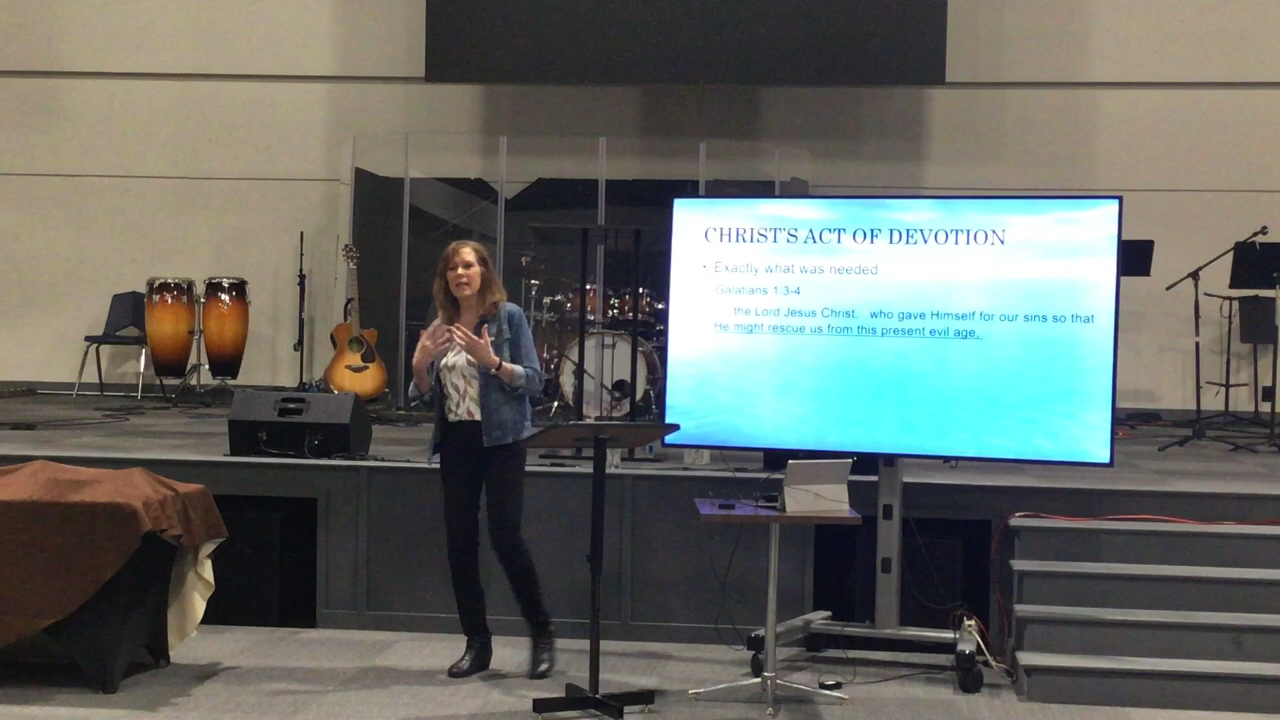 CHRIST'S ACT OF DEVOTION
• Exactly what was needed
Galatians 1:3-4
the Lord Jesus Christ, who gave Himself for our sins so that
He might rescue us from this present evil age,